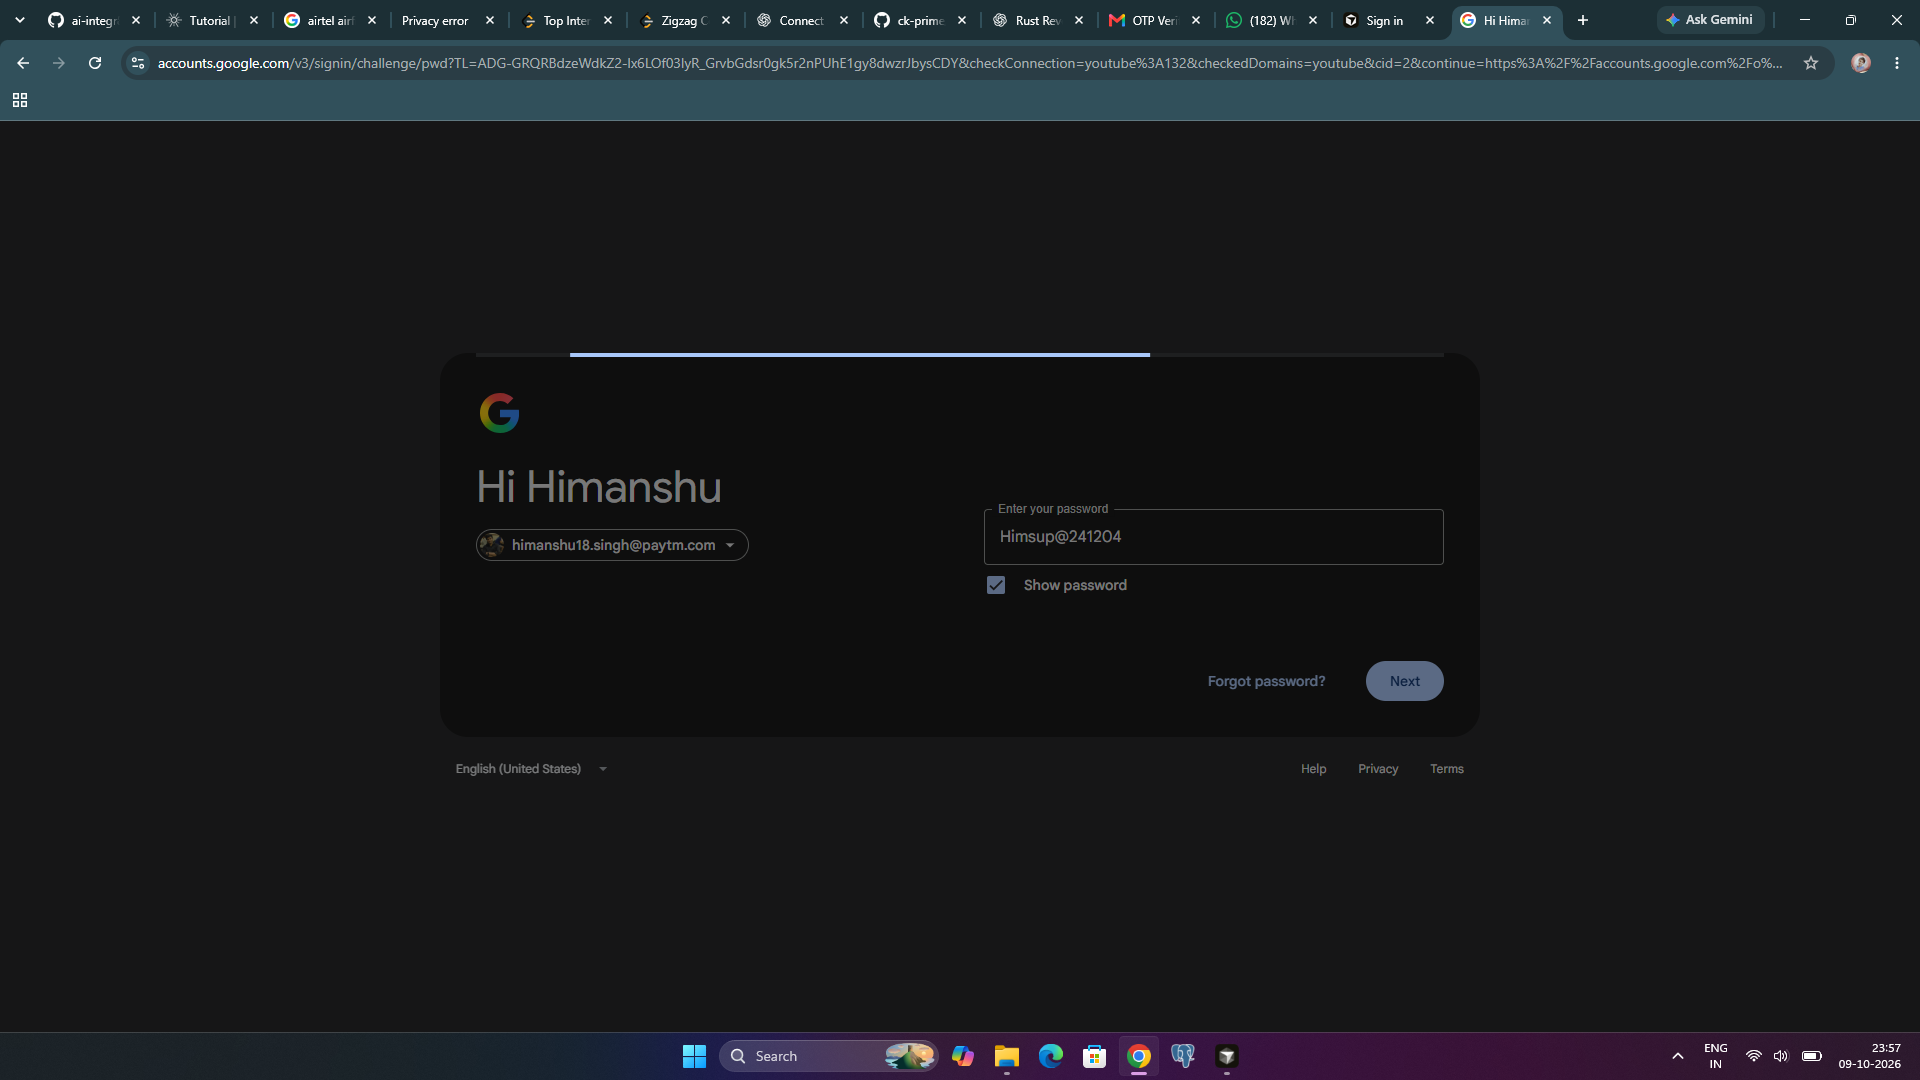 ai-integr
Tutorial
airtel airf
Privacy error
Top Inter
Zigzag C
Connect
ck-prime
Rust Rev
OTP Veri
(182) Wh
Sign in
Hi Himan
Ask Gemini
accounts.google.com/v3/signin/challenge/pwd?TL=ADG-GRQRBdzeWdkZ2-Ix6LOf03lyR_GrvbGdsr0gk5r2nPUhE1gy8dwzrJbysCDY&checkConnection=youtube%3A132&checkedDomains=youtube&cid=2&continue=https%3A%2F%2Faccounts.google.com%2Fo%...
Hi Himanshu
himanshu18.singh@paytm.com
Enter your password
Himsup@241204
Show password
Forgot password?
Next
English (United States)
Help
Privacy
Terms
Search
ENG
IN
23:57
09-10-2026